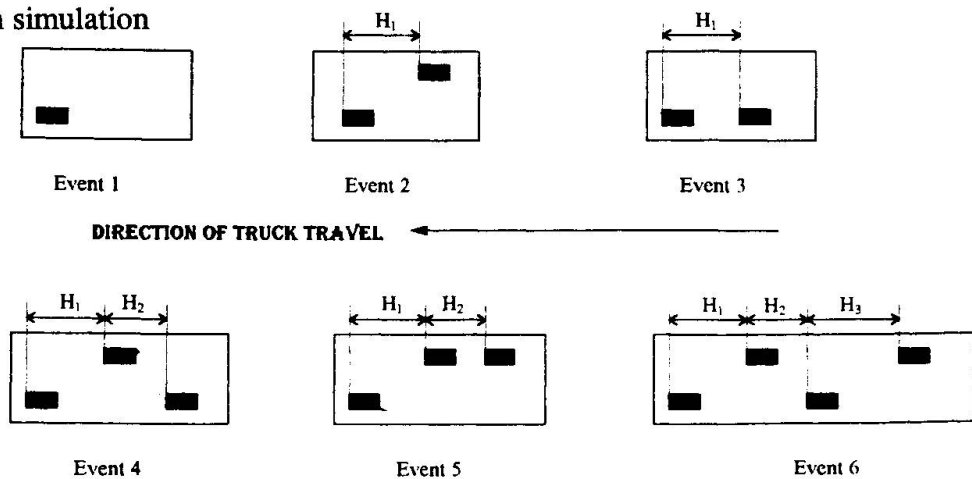 simulation
H₁
H₁ H₁
Event 1 Event 2 Event 3
DIRECTION OF TRUCK TRAVEL
H₁ H₂ H₁ H₂ H₁ H₂ H₃
Event 4 Event 5 Event 6